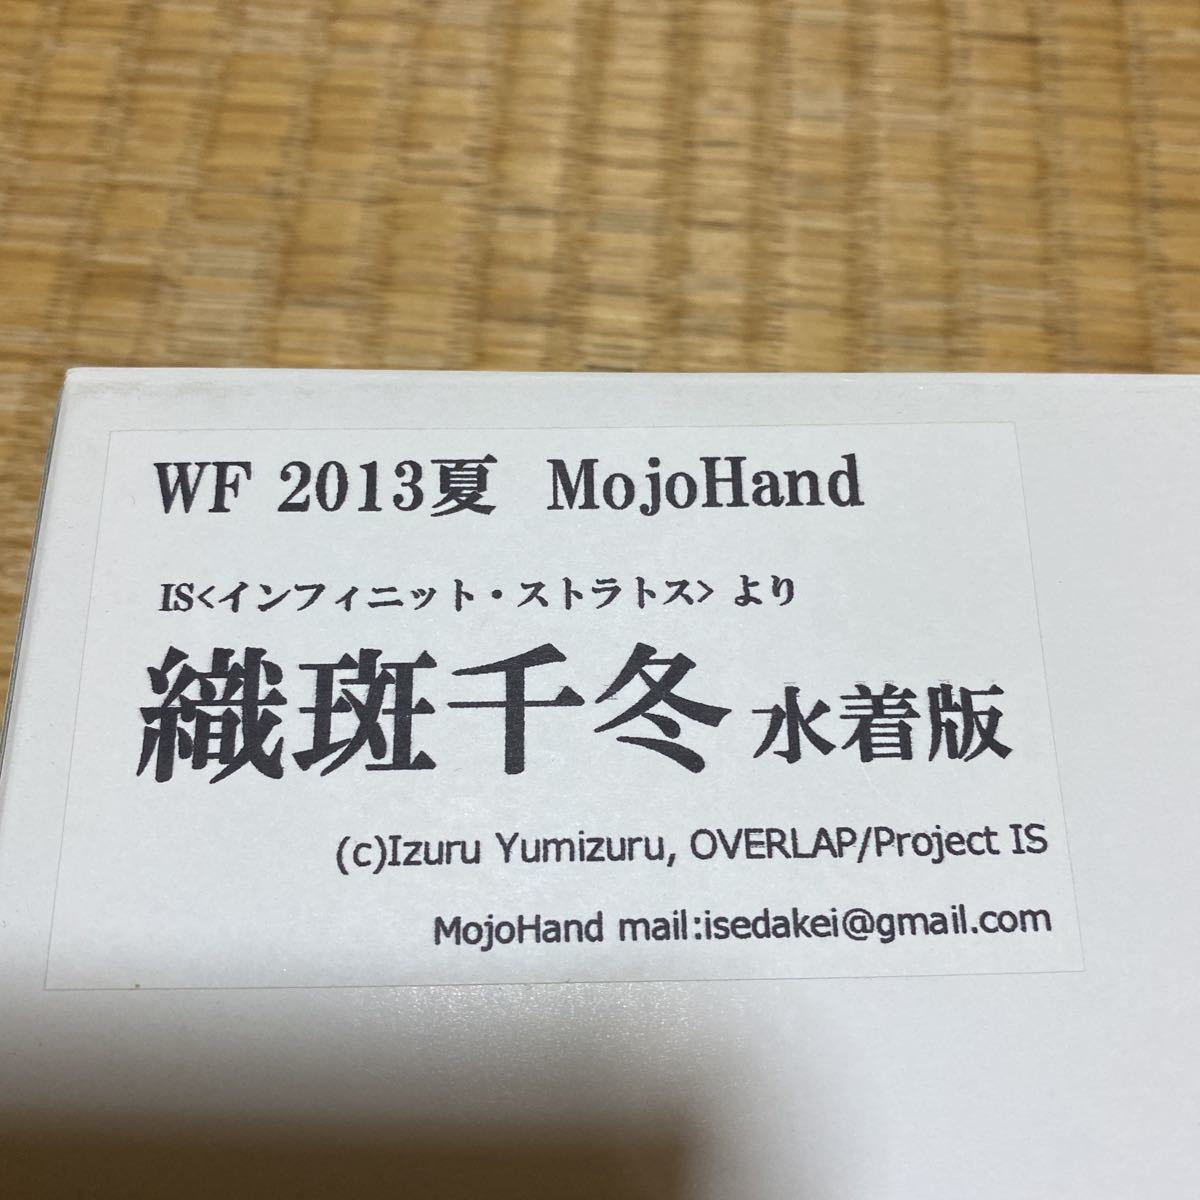 WF 2013夏 MojoHand
IS<インフィニット・ストラトス> より
織斑千冬 水着版
(c)Izuru Yumizuru, OVERLAP/Project IS
MojoHand mail:isedakei@gmail.com